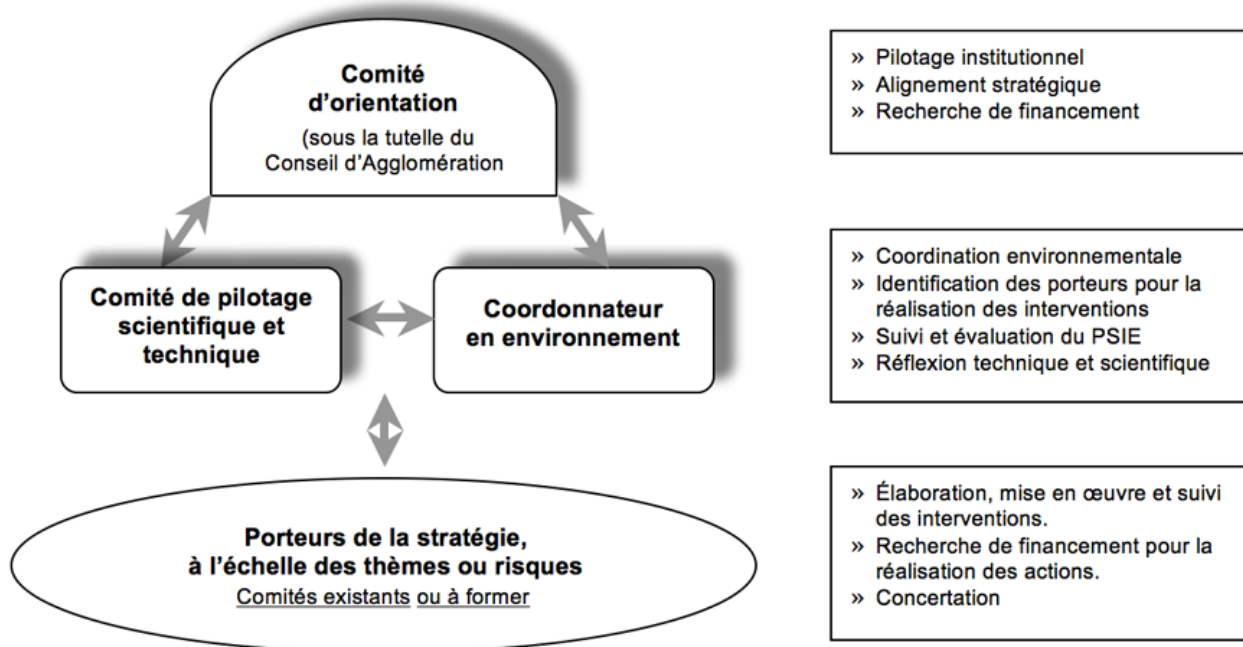 Comité
d'orientation
(sous la tutelle du
Conseil d'Agglomération
» Pilotage institutionnel
» Alignement stratégique
» Recherche de financement
Comité de pilotage
scientifique et
technique
Coordonnateur
en environnement
» Coordination environnementale
» Identification des porteurs pour la
réalisation des interventions
» Suivi et évaluation du PSIE
» Réflexion technique et scientifique
Porteurs de la stratégie,
à l'échelle des thèmes ou risques
Comités existants ou à former
» Élaboration, mise en œuvre et suivi
des interventions.
» Recherche de financement pour la
réalisation des actions.
» Concertation